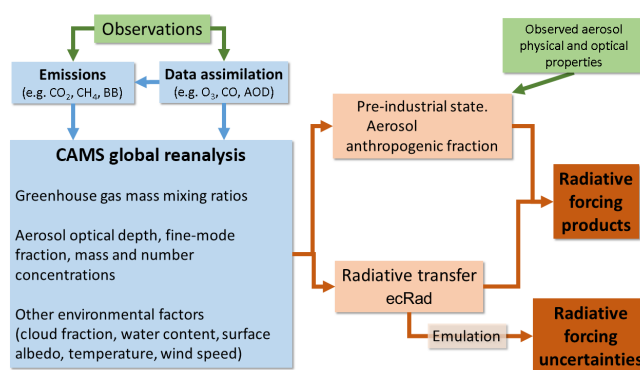 Observations
Emissions
(e.g. CO₂, CH₄, BB)
Data assimilation
(e.g. O₃, CO, AOD)
Observed aerosol
physical and optical
properties
CAMS global reanalysis
Greenhouse gas mass mixing ratios
Aerosol optical depth, fine-mode
fraction, mass and number
concentrations
Other environmental factors
(cloud fraction, water content, surface
albedo, temperature, wind speed)
Pre-industrial state.
Aerosol
anthropogenic fraction
Radiative transfer
ecRad
Emulation
Radiative
forcing
products
Radiative
forcing
uncertainties